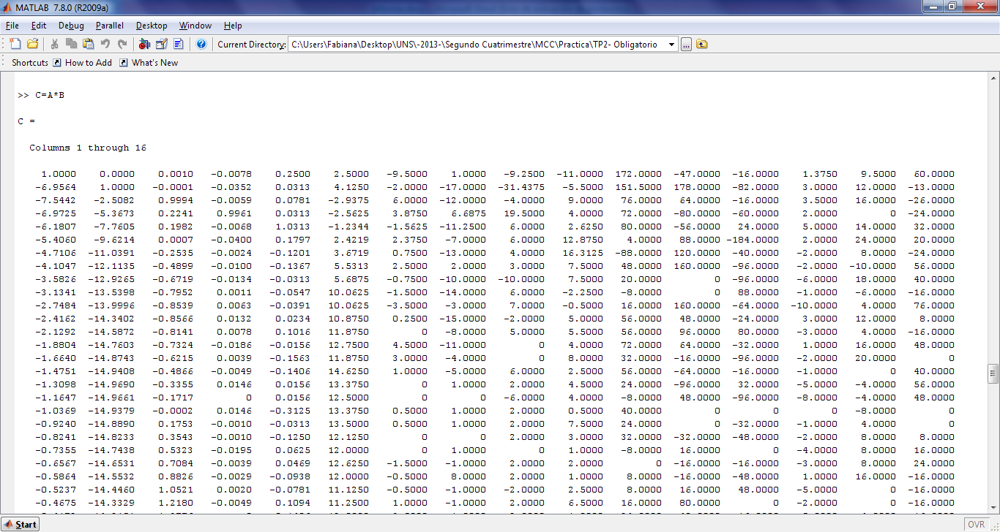 MATLAB 7.8.0 (R2009a)
File Edit Debug Parallel Desktop Window Help
Current Directory: C:\Users\Fabiana\Desktop\UNS\-2013-\Segundo Cuatrimestre\MCC\Practica\TP2- Obligatorio ...
Shortcuts How to Add What's New
>> C=A*B
C =
Columns 1 through 16
1.0000 0.0000 0.0010 -0.0078 0.2500 2.5000 -9.5000 1.0000 -9.2500 -11.0000 172.0000 -47.0000 -16.0000 1.3750 9.5000 60.0000
-6.9564 1.0000 -0.0001 -0.0352 0.0313 4.1250 -2.0000 -17.0000 -31.4375 -5.5000 151.5000 178.0000 -82.0000 3.0000 12.0000 -13.0000
-7.5442 -2.5082 0.9994 -0.0059 0.0781 -2.9375 6.0000 -12.0000 -4.0000 9.0000 76.0000 64.0000 -16.0000 3.5000 16.0000 -26.0000
-6.9725 -5.3673 0.2241 0.9961 0.0313 -2.5625 3.8750 6.6875 19.5000 4.0000 72.0000 -80.0000 -60.0000 2.0000 0 -24.0000
-6.1807 -7.7605 0.1982 -0.0068 1.0313 -1.2344 -1.5625 -11.2500 6.0000 2.6250 80.0000 -56.0000 24.0000 5.0000 14.0000 32.0000
-5.4060 -9.6214 0.0007 -0.0400 0.1797 2.4219 2.3750 -7.0000 6.0000 12.8750 4.0000 88.0000 -184.0000 2.0000 24.0000 20.0000
-4.7106 -11.0391 -0.2535 -0.0024 -0.1201 3.6719 0.7500 -13.0000 4.0000 16.3125 -88.0000 120.0000 -40.0000 -2.0000 8.0000 -24.0000
-4.1047 -12.1135 -0.4899 -0.0100 -0.1367 5.5313 2.5000 2.0000 3.0000 7.5000 48.0000 160.0000 -96.0000 -2.0000 -10.0000 56.0000
-3.5826 -12.9265 -0.6719 -0.0134 -0.0313 5.6875 -0.7500 -10.0000 -10.0000 7.5000 20.0000 0 -96.0000 -6.0000 18.0000 40.0000
-3.1341 -13.5398 -0.7952 0.0011 -0.0547 10.0625 -1.5000 -14.0000 6.0000 -2.2500 -8.0000 0 88.0000 -1.0000 -6.0000 -16.0000
-2.7484 -13.9996 -0.8539 0.0063 -0.0391 10.0625 -3.5000 -3.0000 7.0000 -0.5000 16.0000 160.0000 -64.0000 -10.0000 4.0000 76.0000
-2.4162 -14.3402 -0.8566 0.0132 0.0234 10.8750 0.2500 -15.0000 -2.0000 5.0000 56.0000 48.0000 -24.0000 3.0000 12.0000 8.0000
-2.1292 -14.5872 -0.8141 0.0078 0.1016 11.8750 0 -8.0000 5.0000 5.5000 56.0000 96.0000 80.0000 -3.0000 4.0000 -16.0000
-1.8804 -14.7603 -0.7324 -0.0186 -0.0156 12.7500 4.5000 -11.0000 0 4.0000 72.0000 64.0000 -32.0000 1.0000 16.0000 48.0000
-1.6640 -14.8743 -0.6215 0.0039 -0.1563 11.8750 3.0000 -4.0000 0 8.0000 32.0000 -16.0000 -96.0000 -2.0000 20.0000 0
-1.4751 -14.9408 -0.4866 -0.0049 -0.1406 14.6250 1.0000 -5.0000 6.0000 2.5000 56.0000 -64.0000 -16.0000 -1.0000 0 40.0000
-1.3098 -14.9690 -0.3355 0.0146 0.0156 13.3750 0 1.0000 2.0000 4.5000 24.0000 -96.0000 32.0000 -5.0000 -4.0000 56.0000
-1.1647 -14.9661 -0.1717 0 0.0156 12.5000 0 0 -6.0000 4.0000 -8.0000 48.0000 -96.0000 -8.0000 -4.0000 48.0000
-1.0369 -14.9379 -0.0002 0.0146 -0.3125 13.3750 0.5000 1.0000 2.0000 0.5000 40.0000 0 0 0 -8.0000 0
-0.9240 -14.8890 0.1753 -0.0010 -0.0313 13.5000 0.5000 1.0000 2.0000 7.5000 24.0000 0 -32.0000 -1.0000 4.0000 0
-0.8241 -14.8233 0.3543 -0.0010 -0.1250 12.1250 0 0 2.0000 3.0000 32.0000 -32.0000 -48.0000 -2.0000 8.0000 8.0000
-0.7355 -14.7438 0.5323 -0.0195 0.0625 12.0000 0 1.0000 0 1.0000 -8.0000 16.0000 0 -4.0000 8.0000 16.0000
-0.6567 -14.6531 0.7084 -0.0039 0.0469 12.6250 -1.5000 -1.0000 2.0000 2.0000 0 -16.0000 -16.0000 -3.0000 8.0000 24.0000
-0.5864 -14.5532 0.8826 -0.0029 -0.0938 12.0000 -0.5000 8.0000 2.0000 1.0000 8.0000 -16.0000 -48.0000 1.0000 16.0000 -16.0000
-0.5237 -14.4460 1.0521 0.0020 -0.0781 11.1250 -0.5000 -1.0000 -2.0000 2.5000 8.0000 16.0000 48.0000 -5.0000 0 -16.0000
-0.4675 -14.3329 1.2180 -0.0049 0.1094 11.2500 1.0000 -1.0000 2.0000 6.5000 16.0000 80.0000 0 -2.0000 0 -16.0000
Start OVR